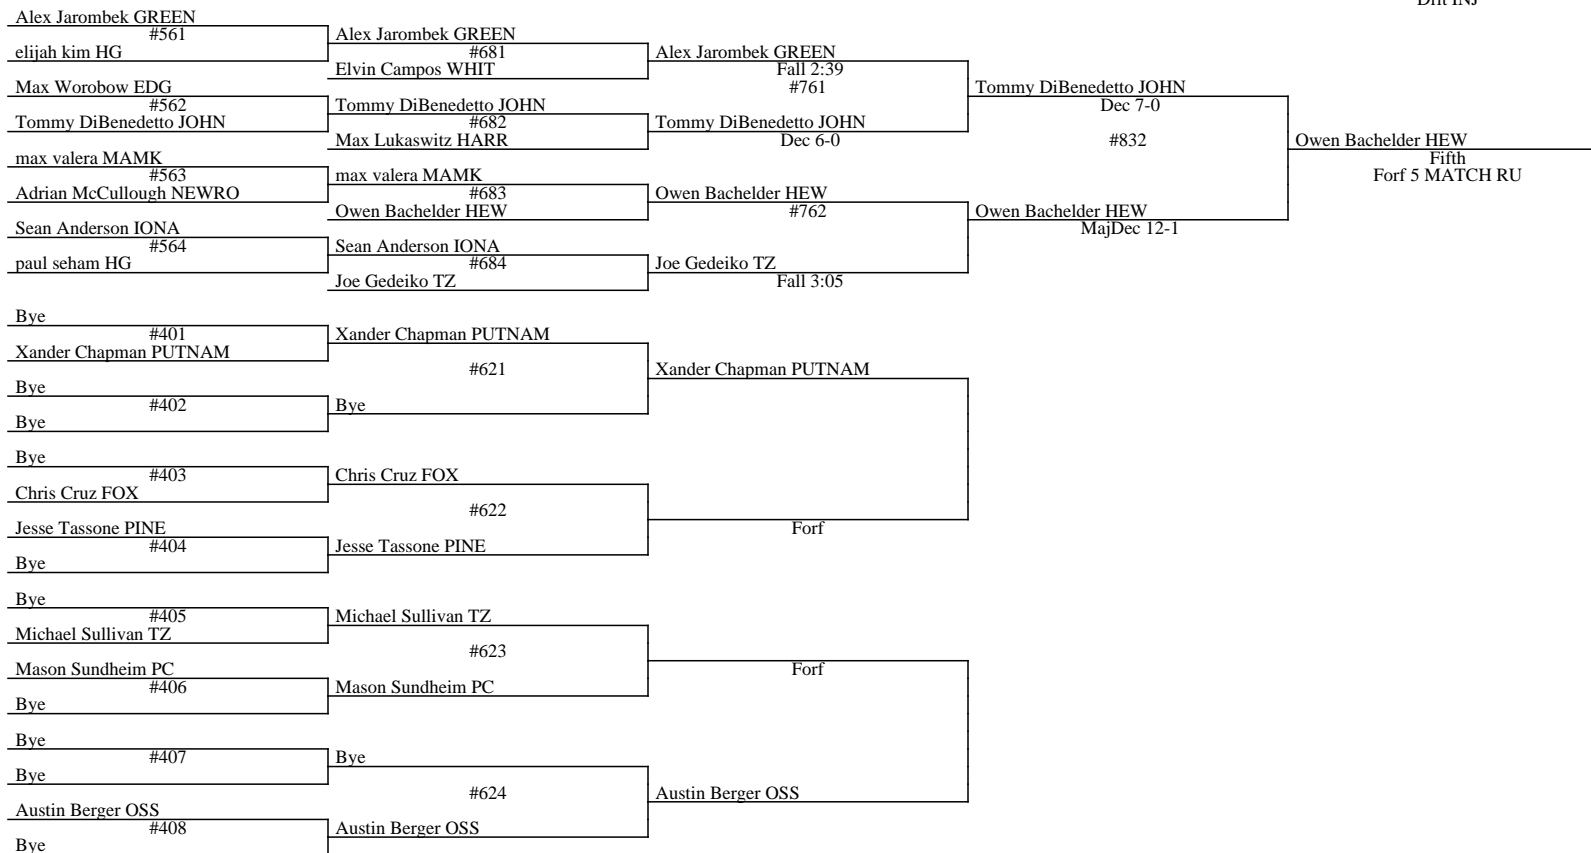 Dflt INJ
Alex Jarombek GREEN
#561
elijah kim HG
Max Worobow EDG
#562
Tommy DiBenedetto JOHN
max valera MAMK
#563
Adrian McCullough NEWRO
Sean Anderson IONA
#564
paul seham HG
Alex Jarombek GREEN
#681
Elvin Campos WHIT
Tommy DiBenedetto JOHN
#682
Max Lukaswitz HARR
max valera MAMK
#683
Owen Bachelder HEW
Sean Anderson IONA
#684
Joe Gedeiko TZ
Alex Jarombek GREEN
Fall 2:39
#761
Tommy DiBenedetto JOHN
Dec 6-0
Owen Bachelder HEW
#762
Joe Gedeiko TZ
Fall 3:05
Tommy DiBenedetto JOHN
Dec 7-0
#832
Owen Bachelder HEW
MajDec 12-1
Owen Bachelder HEW
Fifth
Forf 5 MATCH RU
Bye
#401
Xander Chapman PUTNAM
Bye
#402
Bye
Bye
#403
Chris Cruz FOX
Jesse Tassone PINE
#404
Bye
Bye
#405
Michael Sullivan TZ
Mason Sundheim PC
#406
Bye
Bye
#407
Bye
Austin Berger OSS
#408
Bye
Xander Chapman PUTNAM
#621
Bye
Chris Cruz FOX
#622
Jesse Tassone PINE
Michael Sullivan TZ
#623
Mason Sundheim PC
Bye
#624
Austin Berger OSS
Xander Chapman PUTNAM
Forf
Forf
Austin Berger OSS